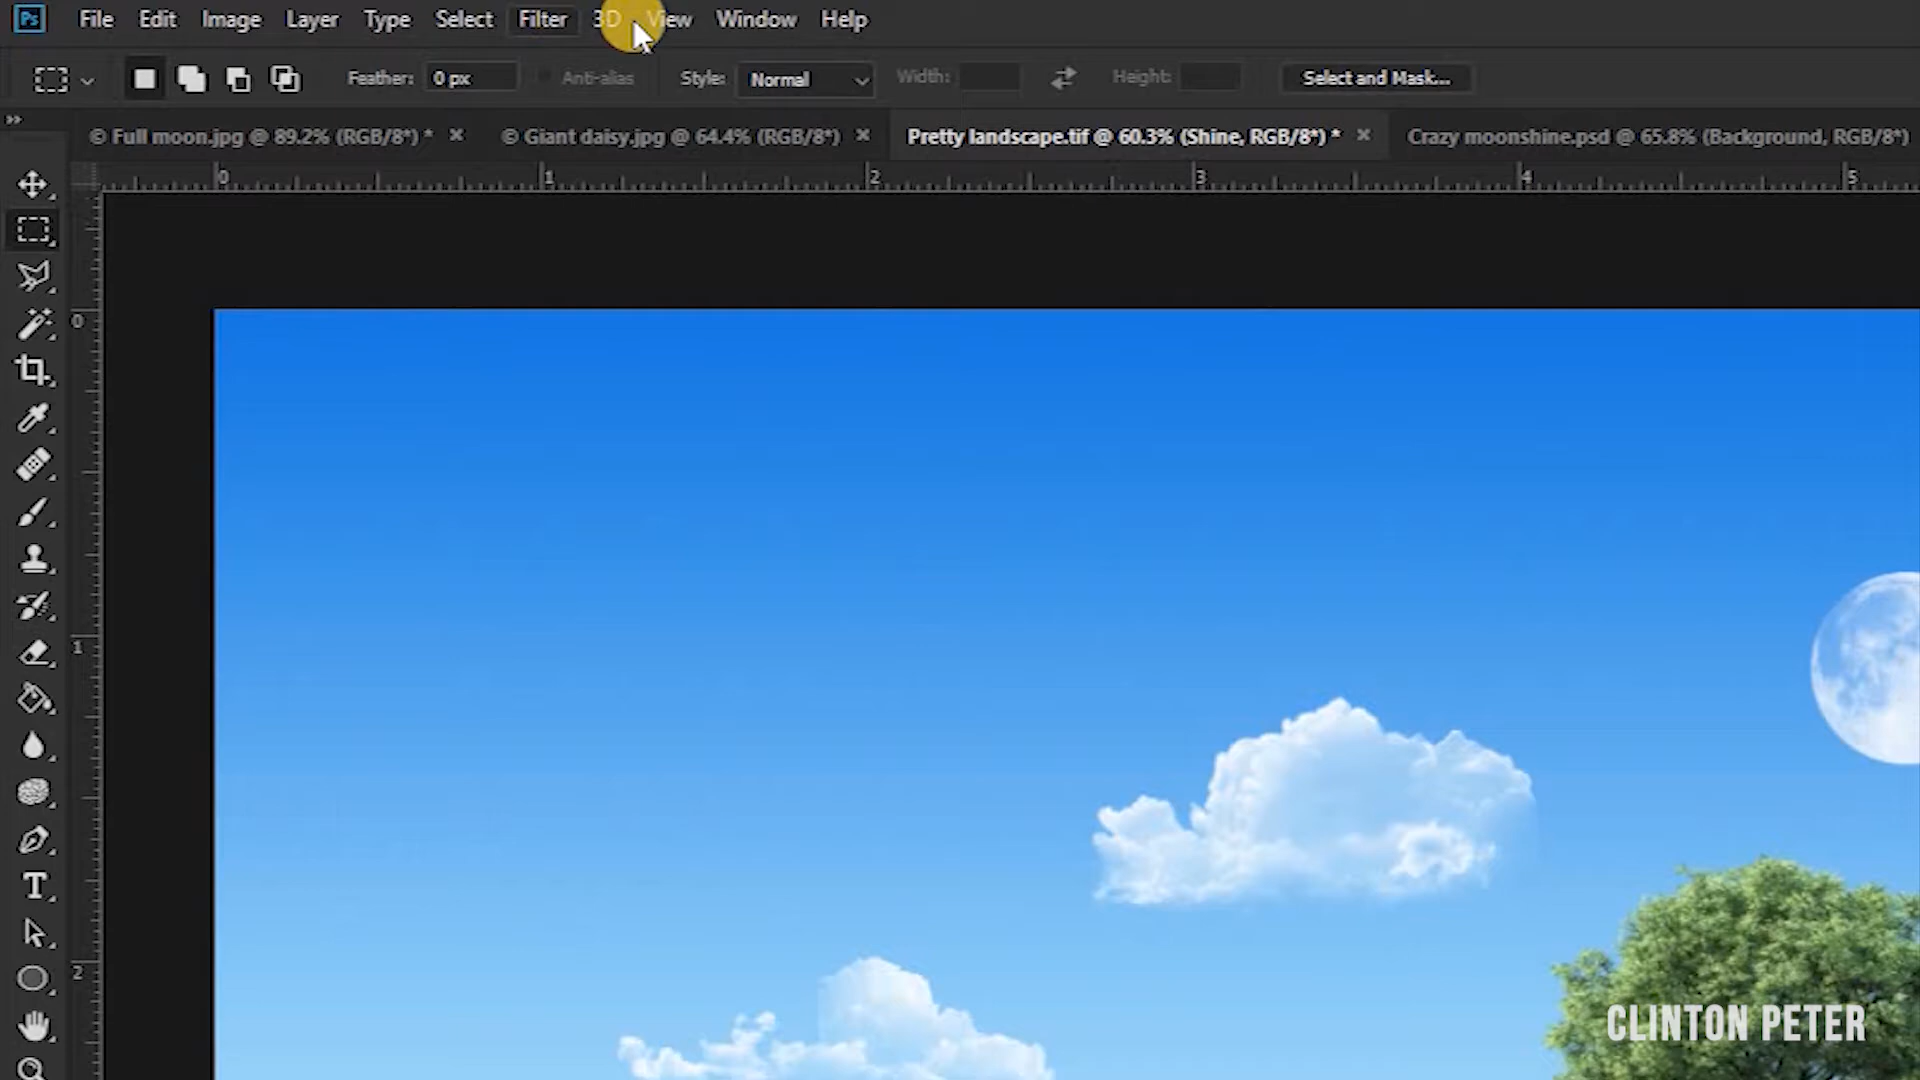 Ps File Edit Image Layer Type Select Filter 3D View Window Help
Feather: 0 px Anti-alias Style: Normal Width: Height: Select and Mask...
© Full moon.jpg @ 89.2% (RGB/8*) * × © Giant daisy.jpg @ 64.4% (RGB/8*) × Pretty landscape.tif @ 60.3% (Shine, RGB/8*) * × Crazy moonshine.psd @ 65.8% (Background, RGB/8*)
0 1 2 3 4 5
0
1
2
CLINTON PETER